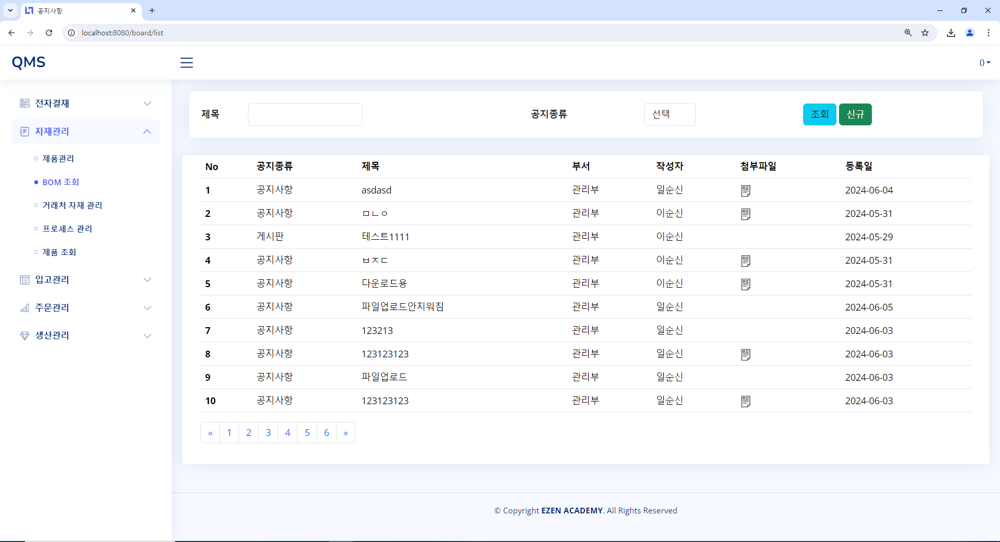 공지사항
localhost:8080/board/list
QMS
()
전자결재
자재관리
제품관리
BOM 조회
거래처 자재 관리
프로세스 관리
제품 조회
입고관리
주문관리
생산관리
제목 공지종류 선택 조회 신규
No 공지종류 제목 부서 작성자 첨부파일 등록일
1 공지사항 asdasd 관리부 일순신 2024-06-04
2 공지사항 ㅁㄴㅇ 관리부 이순신 2024-05-31
3 게시판 테스트1111 관리부 이순신 2024-05-29
4 공지사항 ㅂㅈㄷ 관리부 이순신 2024-05-31
5 공지사항 다운로드용 관리부 이순신 2024-05-31
6 공지사항 파일업로드안지워짐 관리부 일순신 2024-06-05
7 공지사항 123213 관리부 일순신 2024-06-03
8 공지사항 123123123 관리부 일순신 2024-06-03
9 공지사항 파일업로드 관리부 일순신 2024-06-03
10 공지사항 123123123 관리부 일순신 2024-06-03
« 1 2 3 4 5 6 »
© Copyright EZEN ACADEMY. All Rights Reserved